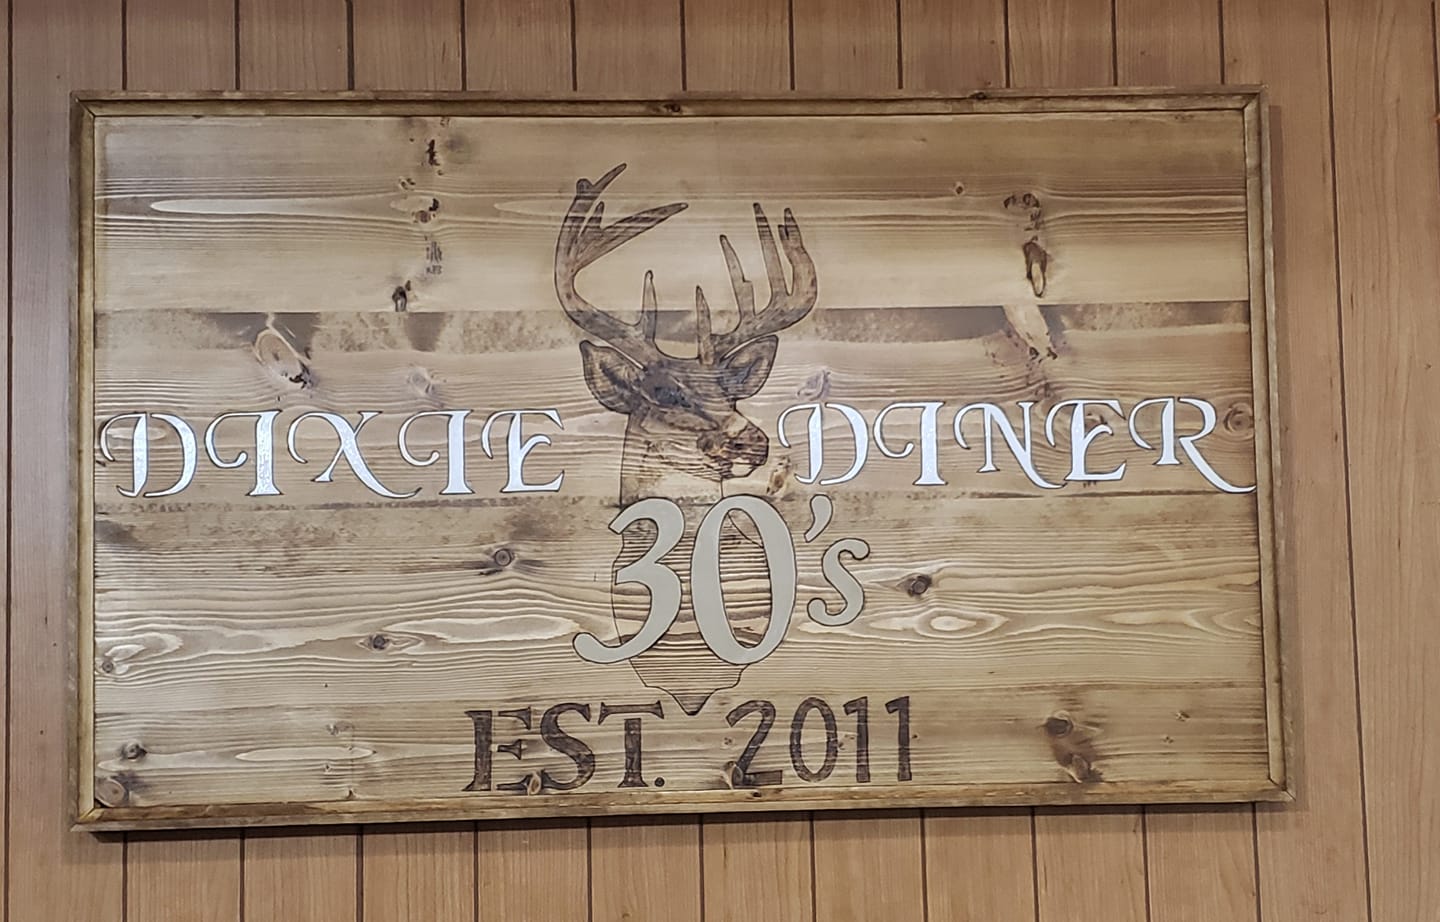 DIXIE DINER
30's
EST. 2011